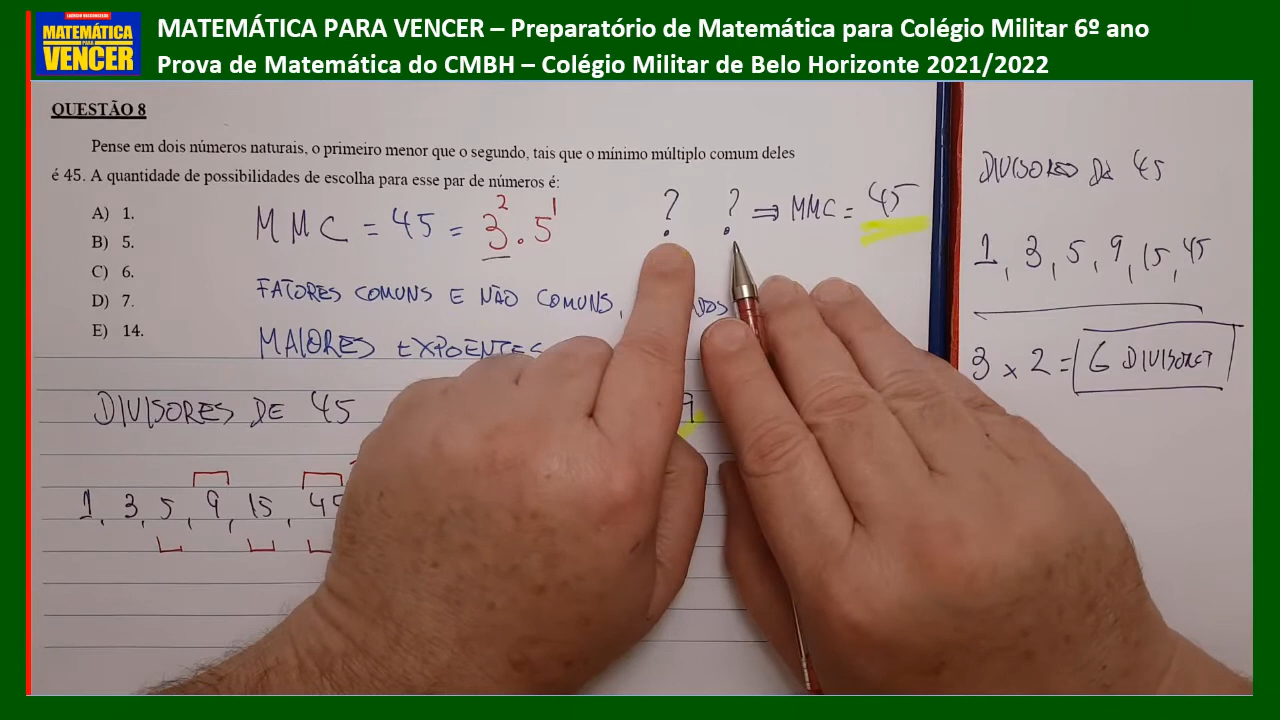 MATEMÁTICA PARA VENCER – Preparatório de Matemática para Colégio Militar 6º ano
Prova de Matemática do CMBH – Colégio Militar de Belo Horizonte 2021/2022
MATEMÁTICA
PARA
VENCER
QUESTÃO 8
Pense em dois números naturais, o primeiro menor que o segundo, tais que o mínimo múltiplo comum deles
é 45. A quantidade de possibilidades de escolha para esse par de números é:
A) 1.
B) 5.
C) 6.
D) 7.
E) 14.
MMC = 45 = 3² . 5¹
? ? ⇒ MMC = 45
FATORES COMUNS E NÃO COMUNS,
MAIORES EXPOENTES
DIVISORES DE 45
9
1, 3, 5, 9, 15, 45
DIVISORES DE 45
1, 3, 5, 9, 15, 45
3 x 2 = 6 DIVISORES